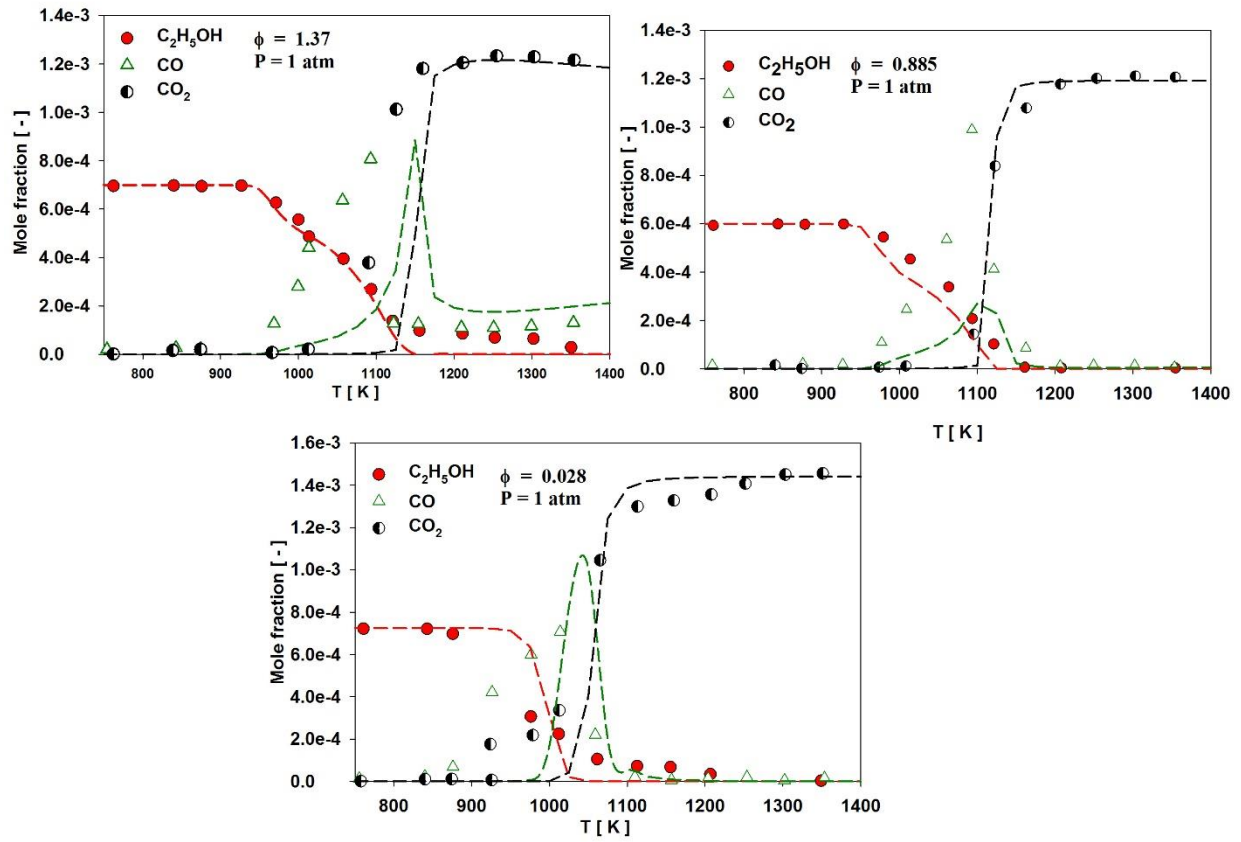 1.4e-3
1.2e-3
1.0e-3
8.0e-4
6.0e-4
4.0e-4
2.0e-4
0.0
Mole fraction [ - ]
C₂H₅OH
CO
CO₂
ϕ = 1.37
P = 1 atm
800 900 1000 1100 1200 1300 1400
T [ K ]
1.4e-3
1.2e-3
1.0e-3
8.0e-4
6.0e-4
4.0e-4
2.0e-4
0.0
Mole fraction [ - ]
C₂H₅OH
CO
CO₂
ϕ = 0.885
P = 1 atm
800 900 1000 1100 1200 1300 1400
T [ K ]
1.6e-3
1.4e-3
1.2e-3
1.0e-3
8.0e-4
6.0e-4
4.0e-4
2.0e-4
0.0
Mole fraction [ - ]
C₂H₅OH
CO
CO₂
ϕ = 0.028
P = 1 atm
800 900 1000 1100 1200 1300 1400
T [ K ]